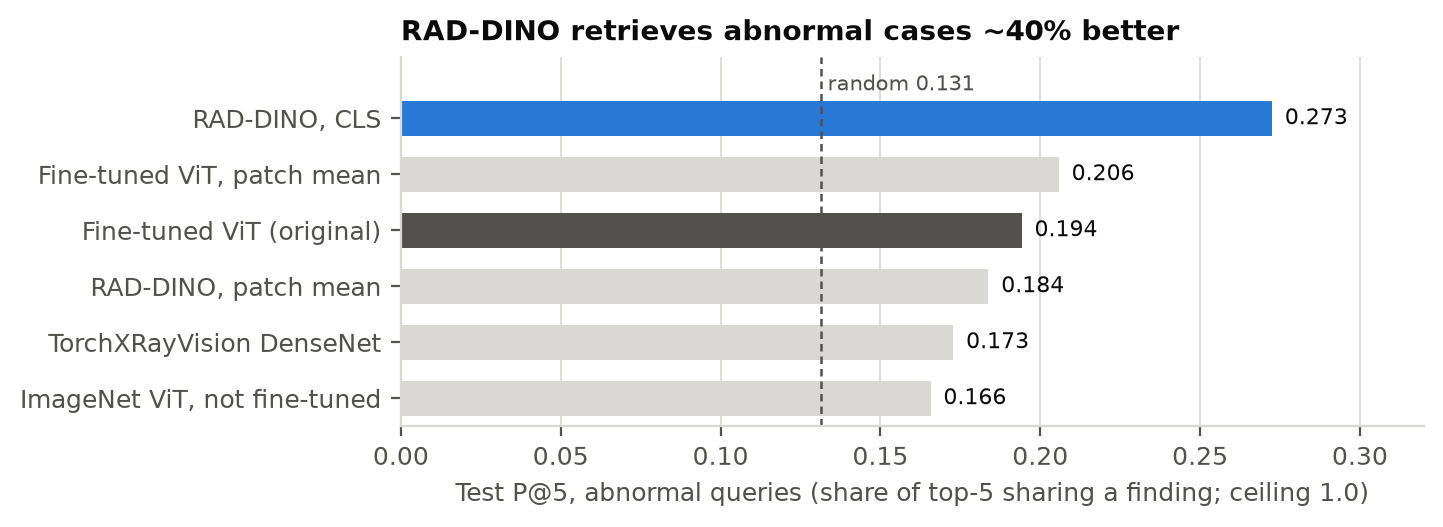 RAD-DINO retrieves abnormal cases ~40% better
random 0.131
RAD-DINO, CLS 0.273
Fine-tuned ViT, patch mean 0.206
Fine-tuned ViT (original) 0.194
RAD-DINO, patch mean 0.184
TorchXRayVision DenseNet 0.173
ImageNet ViT, not fine-tuned 0.166
0.00 0.05 0.10 0.15 0.20 0.25 0.30
Test P@5, abnormal queries (share of top-5 sharing a finding; ceiling 1.0)